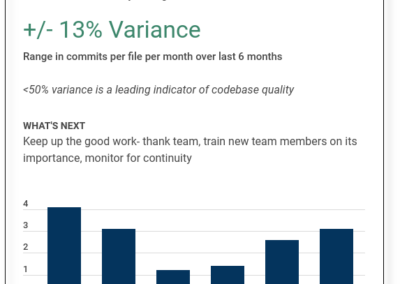 +/- 13% Variance
Range in commits per file per month over last 6 months
<50% variance is a leading indicator of codebase quality
WHAT'S NEXT
Keep up the good work- thank team, train new team members on its
importance, monitor for continuity
4
3
2
1